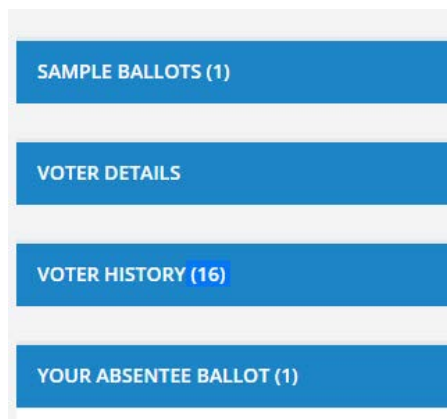 SAMPLE BALLOTS (1)
VOTER DETAILS
VOTER HISTORY (16)
YOUR ABSENTEE BALLOT (1)